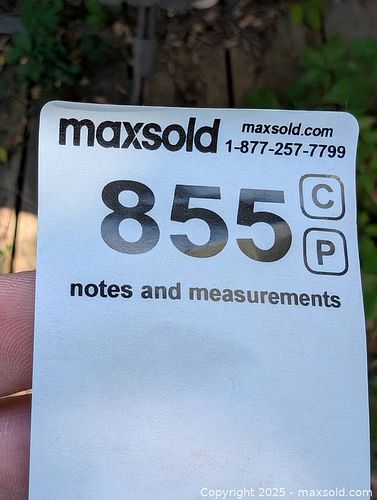 maxsold maxsold.com
1-877-257-7799
855 C
P
notes and measurements
Copyright 2025 - maxsold.com